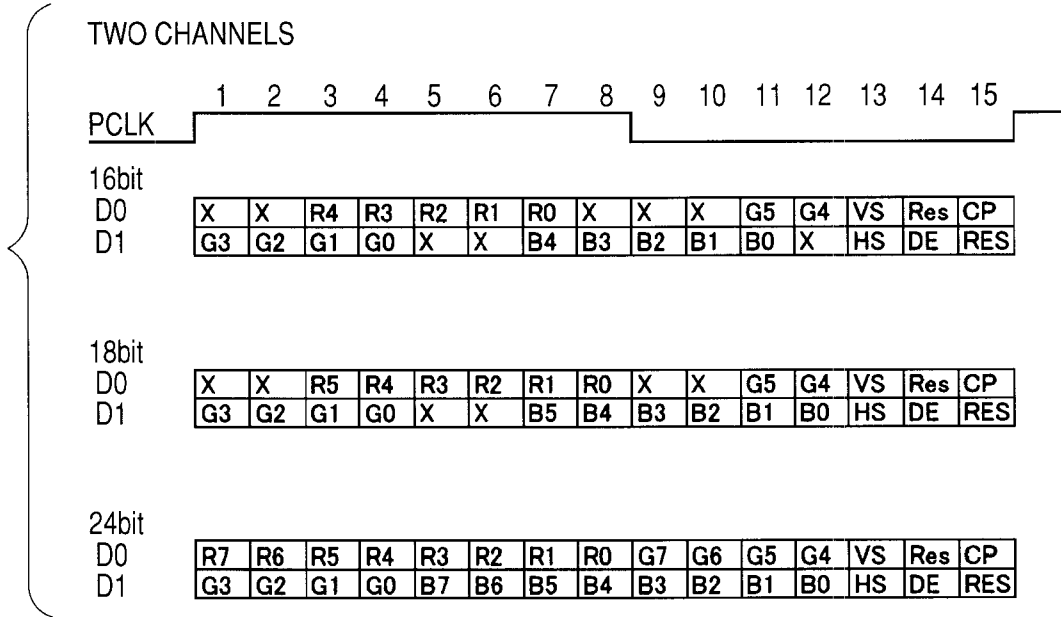 TWO CHANNELS
1 2 3 4 5 6 7 8 9 10 11 12 13 14 15
PCLK
16bit
D0 X X R4 R3 R2 R1 R0 X X X G5 G4 VS Res CP
D1 G3 G2 G1 G0 X X B4 B3 B2 B1 B0 X HS DE RES
18bit
D0 X X R5 R4 R3 R2 R1 R0 X X G5 G4 VS Res CP
D1 G3 G2 G1 G0 X X B5 B4 B3 B2 B1 B0 HS DE RES
24bit
D0 R7 R6 R5 R4 R3 R2 R1 R0 G7 G6 G5 G4 VS Res CP
D1 G3 G2 G1 G0 B7 B6 B5 B4 B3 B2 B1 B0 HS DE RES